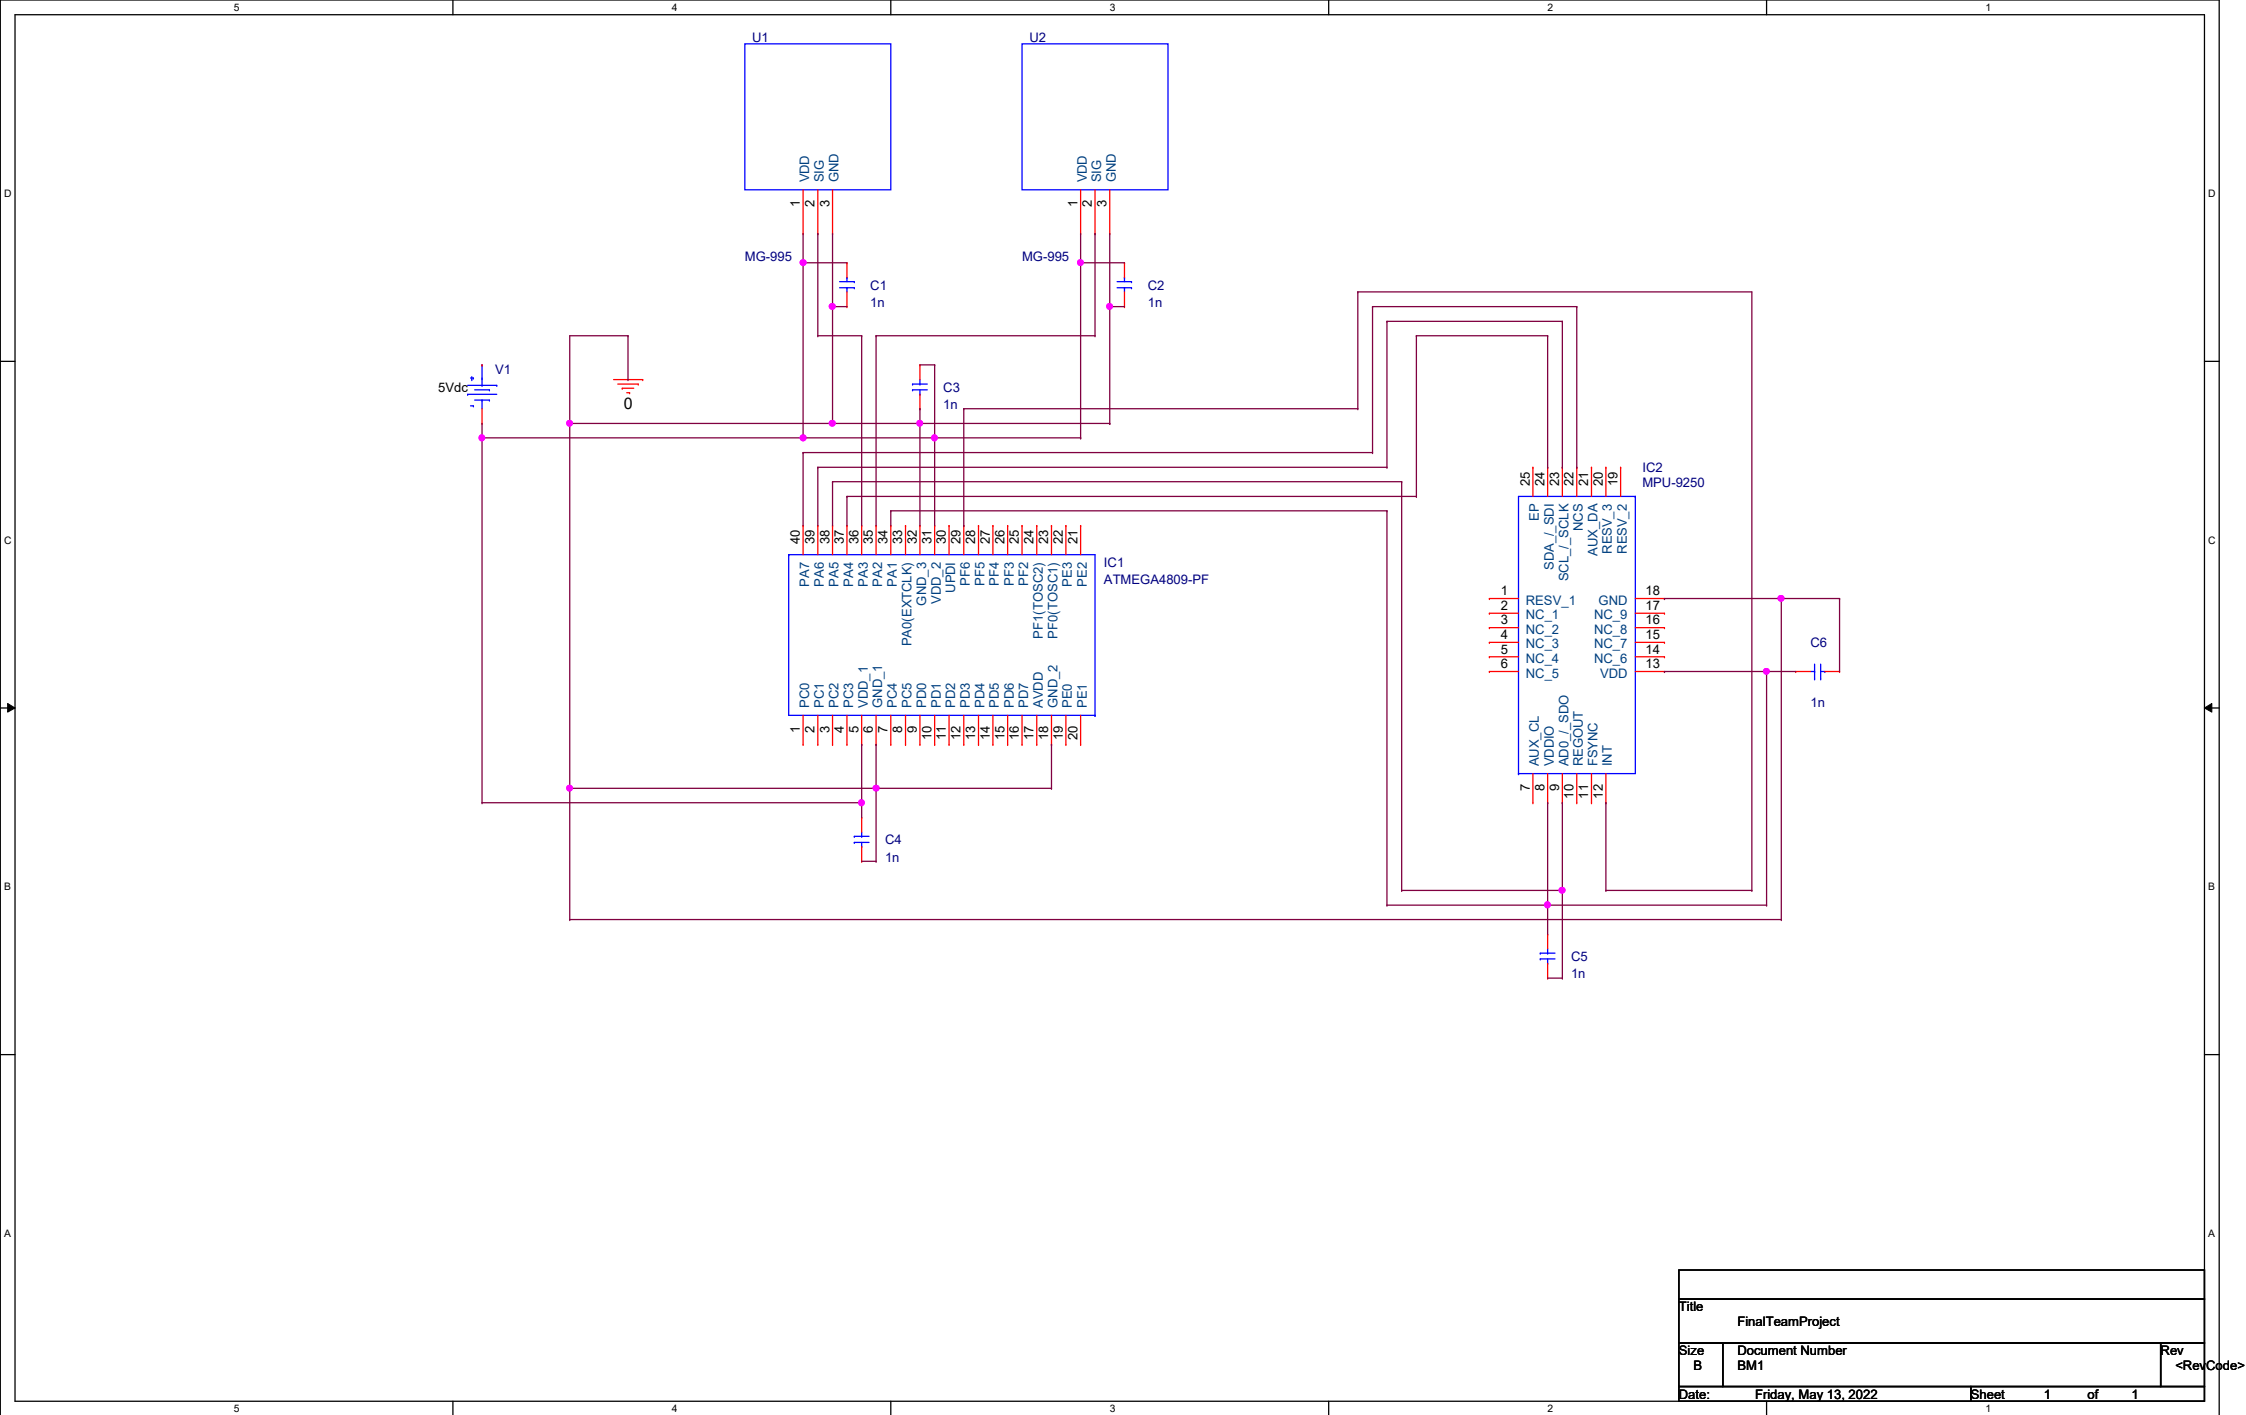 5 4 3 2 1
D
D
C
C
B
B
A
A
U1
VDD
SIG
GND
1
2
3
MG-995
C1
1n
U2
VDD
SIG
GND
1
2
3
MG-995
C2
1n
V1
5Vdc
0
C3
1n
40
39
38
37
36
35
34
33
32
31
30
29
28
27
26
25
24
23
22
21
IC1
ATMEGA4809-PF
PA7
PA6
PA5
PA4
PA3
PA2
PA1
PA0(EXTCLK)
GND_3
VDD_2
UPDI
PF6
PF5
PF4
PF3
PF2
PF1(TOSC2)
PF0(TOSC1)
PE3
PE2
PC0
PC1
PC2
PC3
VDD_1
GND_1
PC4
PC5
PD0
PD1
PD2
PD3
PD4
PD5
PD6
PD7
AVDD
GND_2
PE0
PE1
1
2
3
4
5
6
7
8
9
10
11
12
13
14
15
16
17
18
19
20
C4
1n
25
24
23
22
21
20
19
IC2
MPU-9250
EP
SDA_/_SDI
SCL_/_SCLK
NCS
AUX_DA
RESV_3
RESV_2
1 RESV_1
2 NC_1
3 NC_2
4 NC_3
5 NC_4
6 NC_5
GND 18
NC_9 17
NC_8 16
NC_7 15
NC_6 14
VDD 13
AUX_CL
VDDIO
AD0_/_SDO
REGOUT
FSYNC
INT
7
8
9
10
11
12
C6
1n
C5
1n
Title
FinalTeamProject
Size
B
Document Number
BM1
Rev
<RevCode>
Date: Friday, May 13, 2022 Sheet 1 of 1
5 4 3 2 1